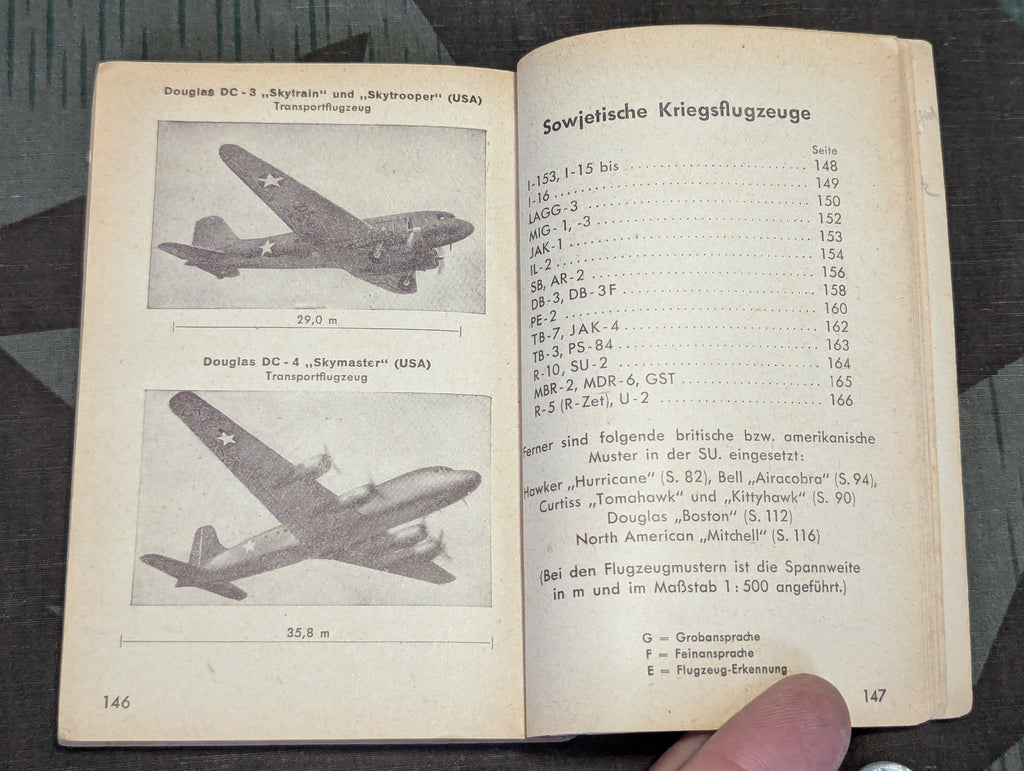 Douglas DC - 3 „Skytrain“ und „Skytrooper“ (USA)
Transportflugzeug
29,0 m
Douglas DC - 4 „Skymaster“ (USA)
Transportflugzeug
35,8 m
146
Sowjetische Kriegsflugzeuge
Seite
I-153, I-15 bis 148
I-16 149
LAGG-3 150
MIG-1, -3 152
JAK-1 153
IL-2 154
SB, AR-2 156
DB-3, DB-3F 158
PE-2 160
TB-7, JAK-4 162
TB-3, PS-84 163
R-10, SU-2 164
MBR-2, MDR-6, GST 165
R-5 (R-Zet), U-2 166
Ferner sind folgende britische bzw. amerikanische
Muster in der SU. eingesetzt:
Hawker „Hurricane“ (S. 82), Bell „Airacobra“ (S. 94),
Curtiss „Tomahawk“ und „Kittyhawk“ (S. 90)
Douglas „Boston“ (S. 112)
North American „Mitchell“ (S. 116)
(Bei den Flugzeugmustern ist die Spannweite
in m und im Maßstab 1 : 500 angeführt.)
G = Grobansprache
F = Feinansprache
E = Flugzeug-Erkennung
147